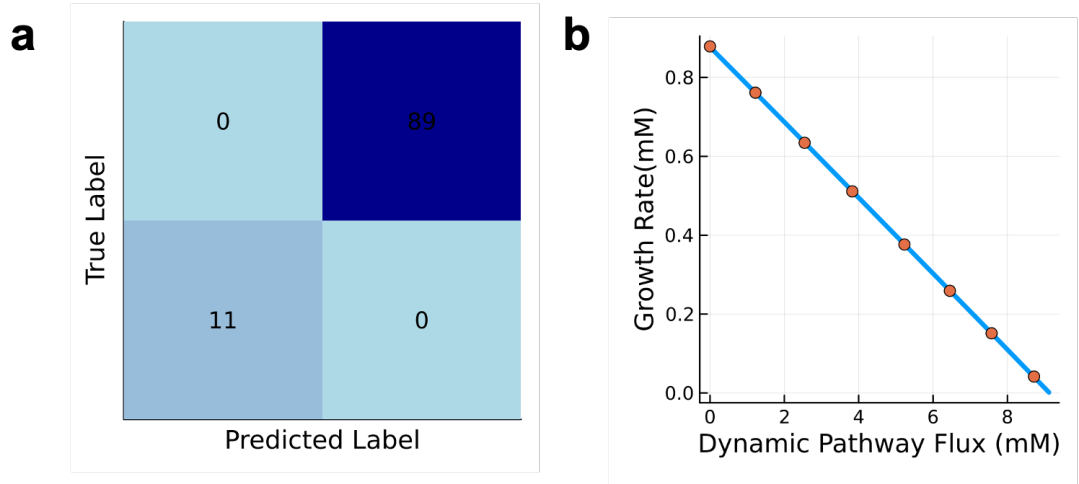 a
0
89
11
0
True Label
Predicted Label
b
0.8
0.6
0.4
0.2
0.0
Growth Rate(mM)
0 2 4 6 8
Dynamic Pathway Flux (mM)